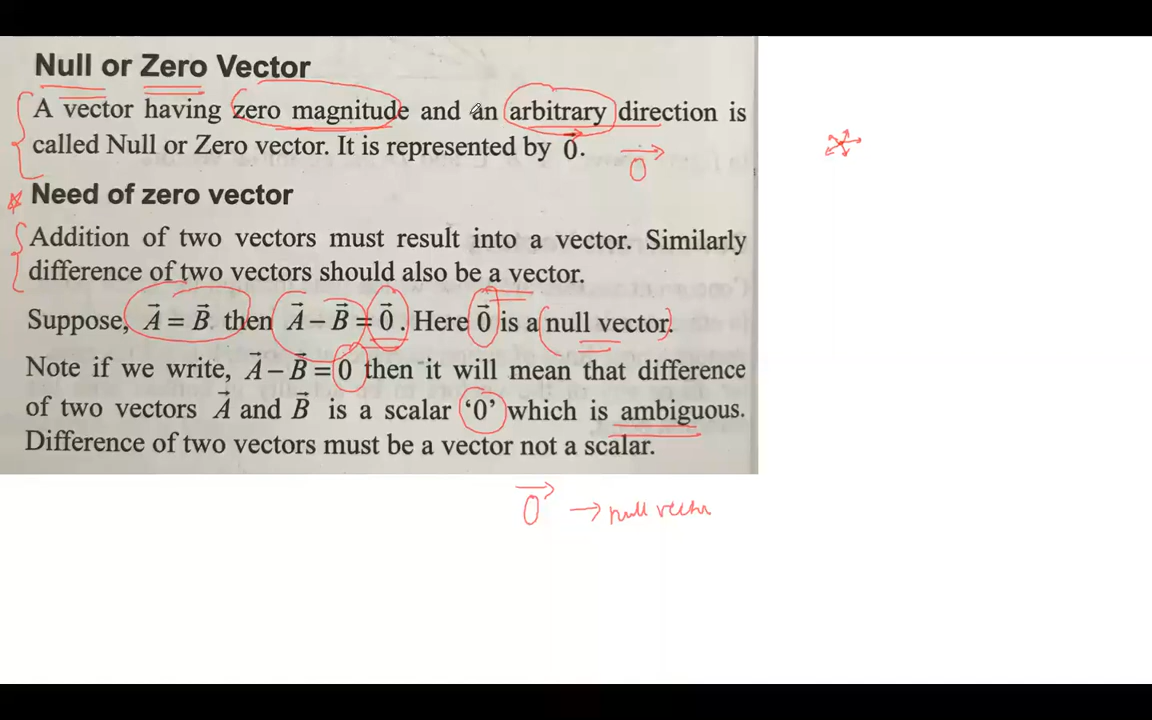 Null or Zero Vector
A vector having zero magnitude and an arbitrary direction is
called Null or Zero vector. It is represented by 0⃗.
0⃗
Need of zero vector
Addition of two vectors must result into a vector. Similarly
difference of two vectors should also be a vector.
Suppose, A⃗ = B⃗. then A⃗ − B⃗ = 0⃗. Here 0⃗ is a null vector.
Note if we write, A⃗ − B⃗ = 0 then it will mean that difference
of two vectors A⃗ and B⃗ is a scalar ‘0’ which is ambiguous.
Difference of two vectors must be a vector not a scalar.
0⃗ → null vector